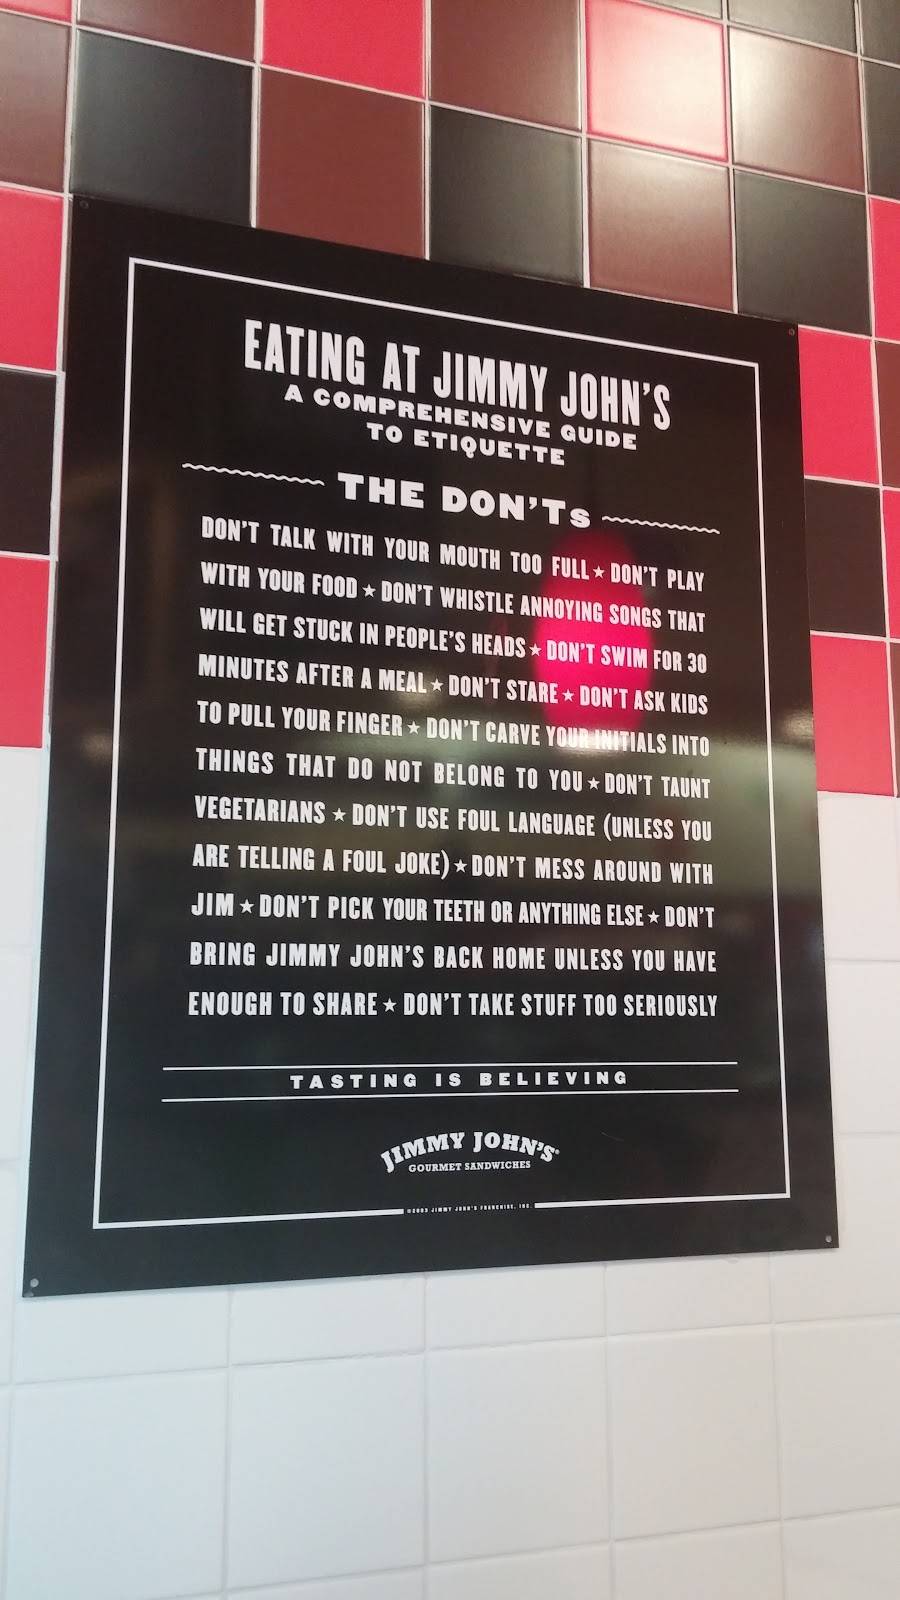 EATING AT JIMMY JOHN'S
A COMPREHENSIVE GUIDE
TO ETIQUETTE
THE DON'Ts
DON'T TALK WITH YOUR MOUTH TOO FULL ★ DON'T PLAY
WITH YOUR FOOD ★ DON'T WHISTLE ANNOYING SONGS THAT
WILL GET STUCK IN PEOPLE'S HEADS ★ DON'T SWIM FOR 30
MINUTES AFTER A MEAL ★ DON'T STARE ★ DON'T ASK KIDS
TO PULL YOUR FINGER ★ DON'T CARVE YOUR INITIALS INTO
THINGS THAT DO NOT BELONG TO YOU ★ DON'T TAUNT
VEGETARIANS ★ DON'T USE FOUL LANGUAGE (UNLESS YOU
ARE TELLING A FOUL JOKE) ★ DON'T MESS AROUND WITH
JIM ★ DON'T PICK YOUR TEETH OR ANYTHING ELSE ★ DON'T
BRING JIMMY JOHN'S BACK HOME UNLESS YOU HAVE
ENOUGH TO SHARE ★ DON'T TAKE STUFF TOO SERIOUSLY
TASTING IS BELIEVING
JIMMY JOHN'S®
GOURMET SANDWICHES
©2003 JIMMY JOHN'S FRANCHISE, INC.